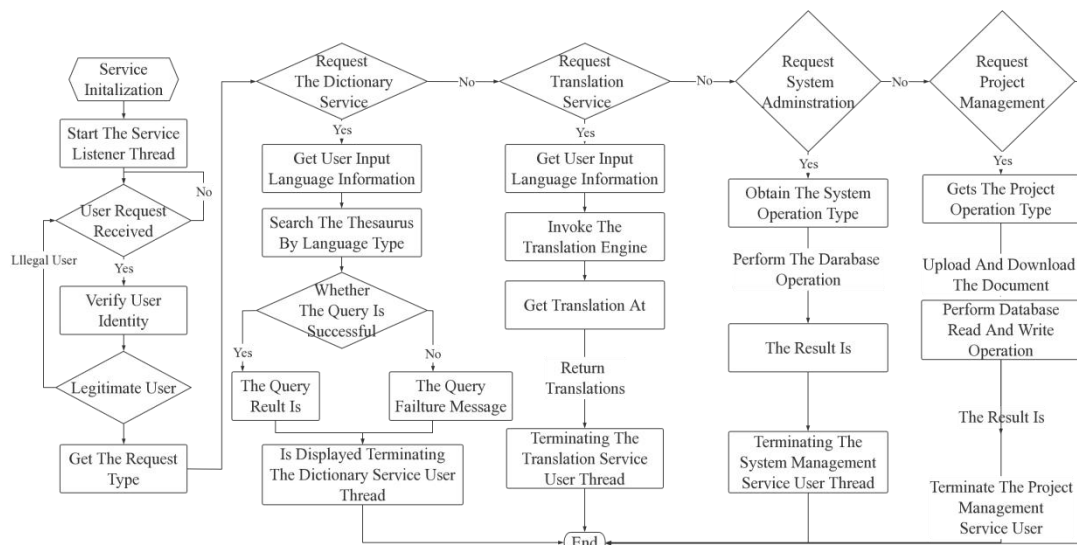 Service
Initalization
Start The Service
Listener Thread
No
User Request
Received
Lllegal User
Yes
Verify User
Identity
Legitimate User
Get The Request
Type
Request
The Dictionary
Service
No
Yes
Get User Input
Language Information
Search The Thesaurus
By Language Type
Whether
The Query Is
Successful
Yes
No
The Query
Reult Is
The Query
Failture Message
Is Displayed Terminating
The Dictionary Service User
Thread
Request
Translation
Service
No
Yes
Get User Input
Language Information
Invoke The
Translation Engine
Get Translation At
Return
Translations
Terminating The
Translation Service
User Thread
End
Request
System
Adminstration
No
Yes
Obtain The System
Operation Type
Perform The Darabase
Operation
The Result Is
Terminating The
System Management
Service User Thread
Request
Project
Management
Yes
Gets The Project
Operation Type
Upload And Download
The Document
Perform Database
Read And Write
Operation
The Result Is
Terminate The Project
Management
Service User